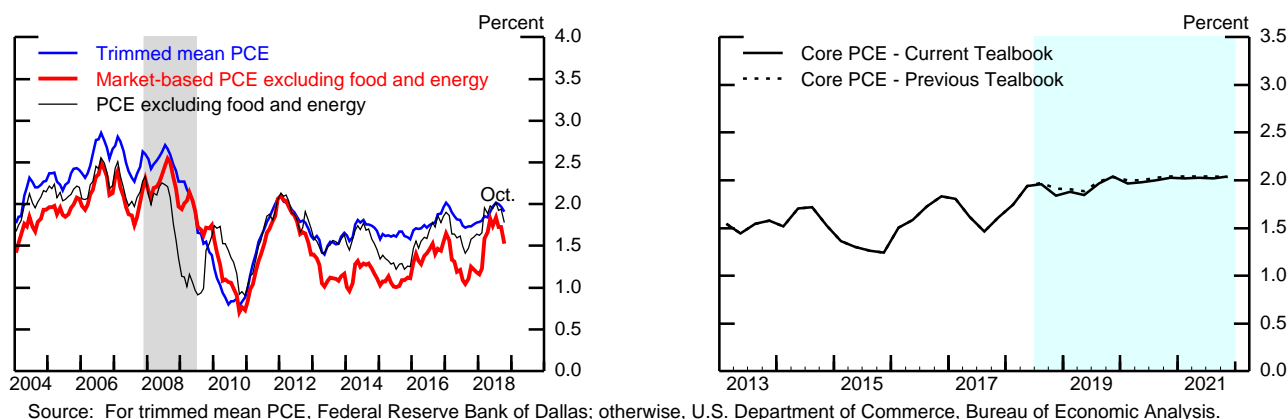 Percent
Trimmed mean PCE
Market-based PCE excluding food and energy
PCE excluding food and energy
Oct.
4.0
3.5
3.0
2.5
2.0
1.5
1.0
0.5
0.0
2004 2006 2008 2010 2012 2014 2016 2018
Percent
Core PCE - Current Tealbook
Core PCE - Previous Tealbook
3.5
3.0
2.5
2.0
1.5
1.0
0.5
0.0
2013 2015 2017 2019 2021
Source: For trimmed mean PCE, Federal Reserve Bank of Dallas; otherwise, U.S. Department of Commerce, Bureau of Economic Analysis.